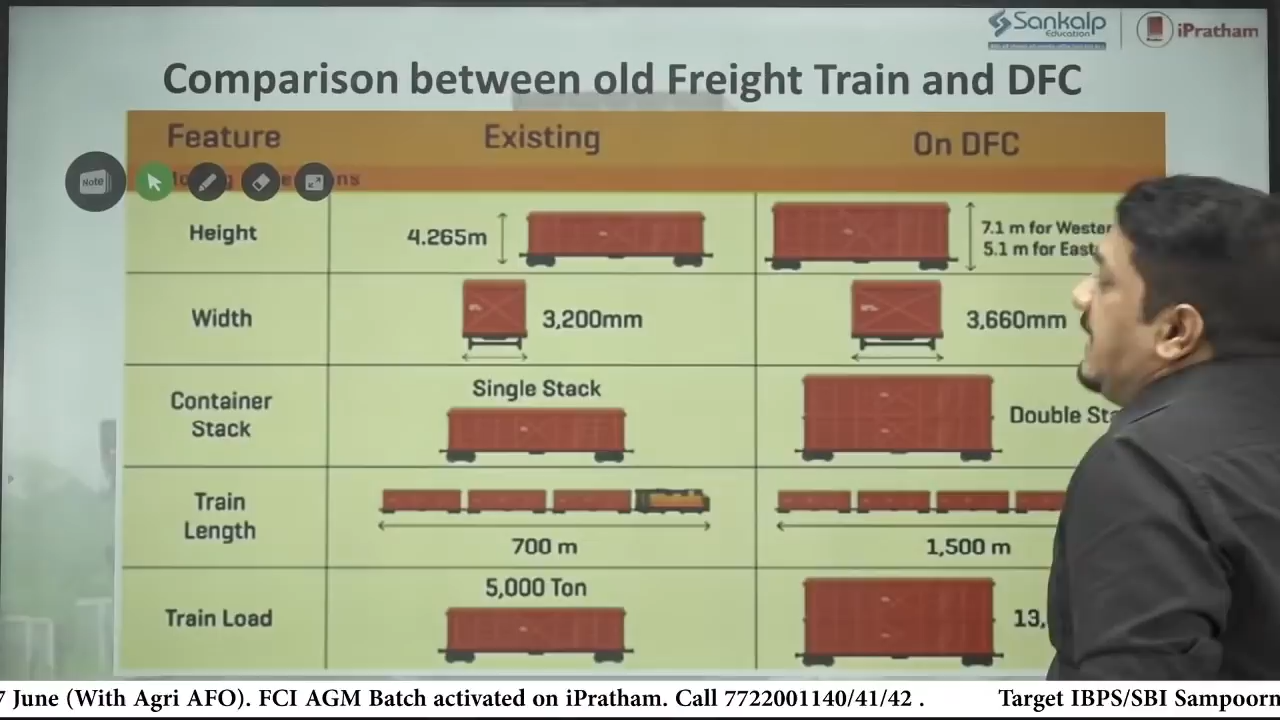 Sankalp
Education
iPratham
Comparison between old Freight Train and DFC
Feature Existing On DFC
Note
Height 4.265m 7.1 m for Wester
5.1 m for East
Width 3,200mm 3,660mm
Container
Stack
Single Stack
Double Sta
Train
Length
700 m 1,500 m
Train Load 5,000 Ton 13,
7 June (With Agri AFO). FCI AGM Batch activated on iPratham. Call 7722001140/41/42 . Target IBPS/SBI Sampoorn